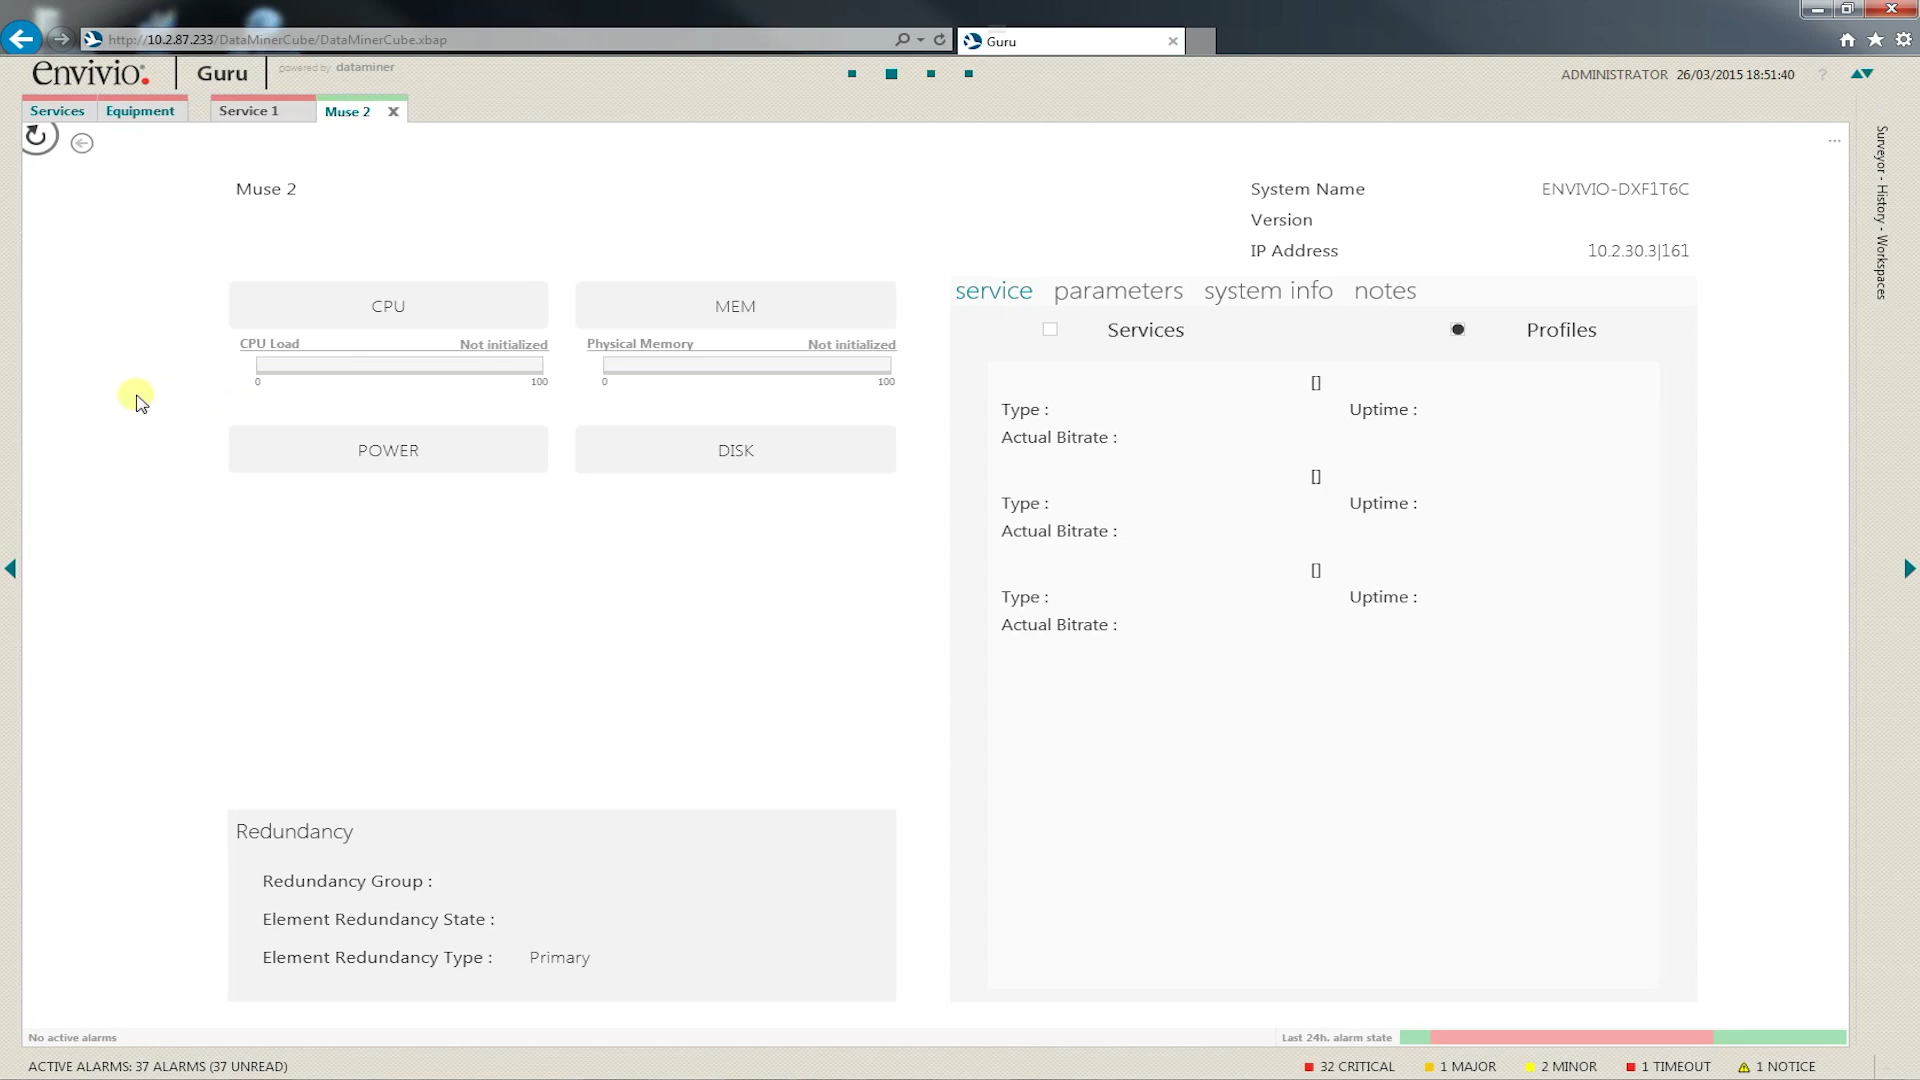 http://10.2.87.233/DataMinerCube/DataMinerCube.xbap
Guru
envivio
Guru
powered by dataminer
ADMINISTRATOR 26/03/2015 18:51:40
?
Services
Equipment
Service 1
Muse 2
Surveyor - History - Workspaces
Muse 2
System Name ENVIVIO-DXF1T6C
Version
IP Address 10.2.30.3|161
CPU
MEM
CPU Load Not initialized
0 100
Physical Memory Not initialized
0 100
POWER
DISK
service parameters system info notes
Services
Profiles
[]
Type : Uptime :
Actual Bitrate :
[]
Type : Uptime :
Actual Bitrate :
[]
Type : Uptime :
Actual Bitrate :
Redundancy
Redundancy Group :
Element Redundancy State :
Element Redundancy Type : Primary
No active alarms
Last 24h. alarm state
ACTIVE ALARMS: 37 ALARMS (37 UNREAD)
32 CRITICAL 1 MAJOR 2 MINOR 1 TIMEOUT 1 NOTICE